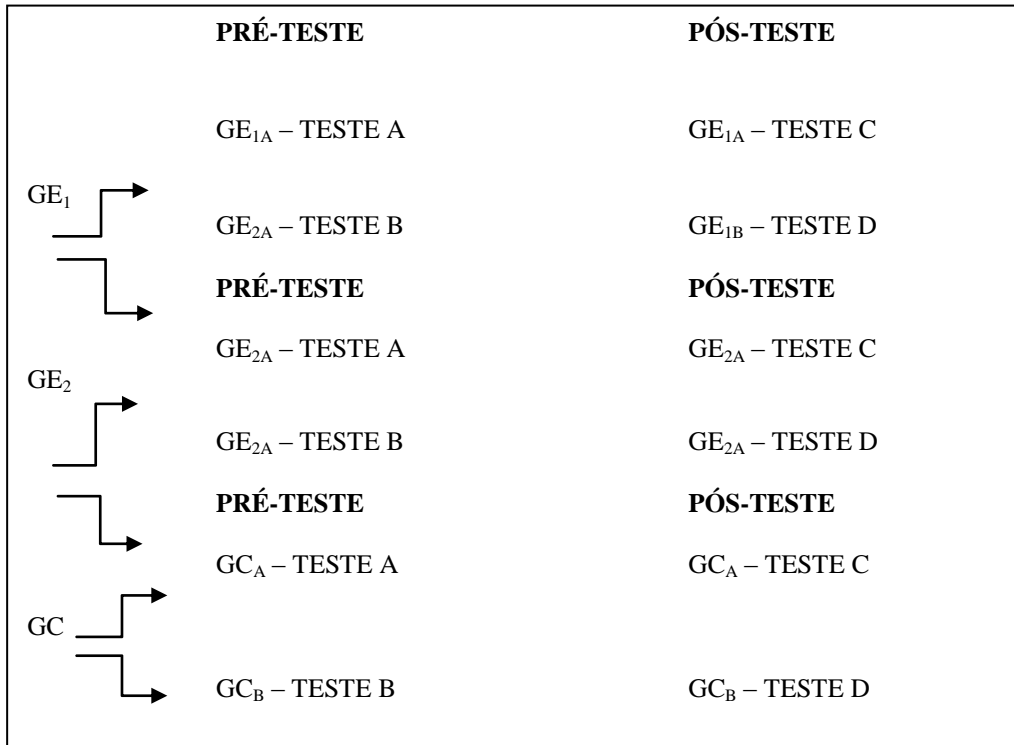 PRÉ-TESTE PÓS-TESTE
GE1A – TESTE A GE1A – TESTE C
GE1
GE2A – TESTE B GE1B – TESTE D
PRÉ-TESTE PÓS-TESTE
GE2A – TESTE A GE2A – TESTE C
GE2
GE2A – TESTE B GE2A – TESTE D
PRÉ-TESTE PÓS-TESTE
GCA – TESTE A GCA – TESTE C
GC
GCB – TESTE B GCB – TESTE D